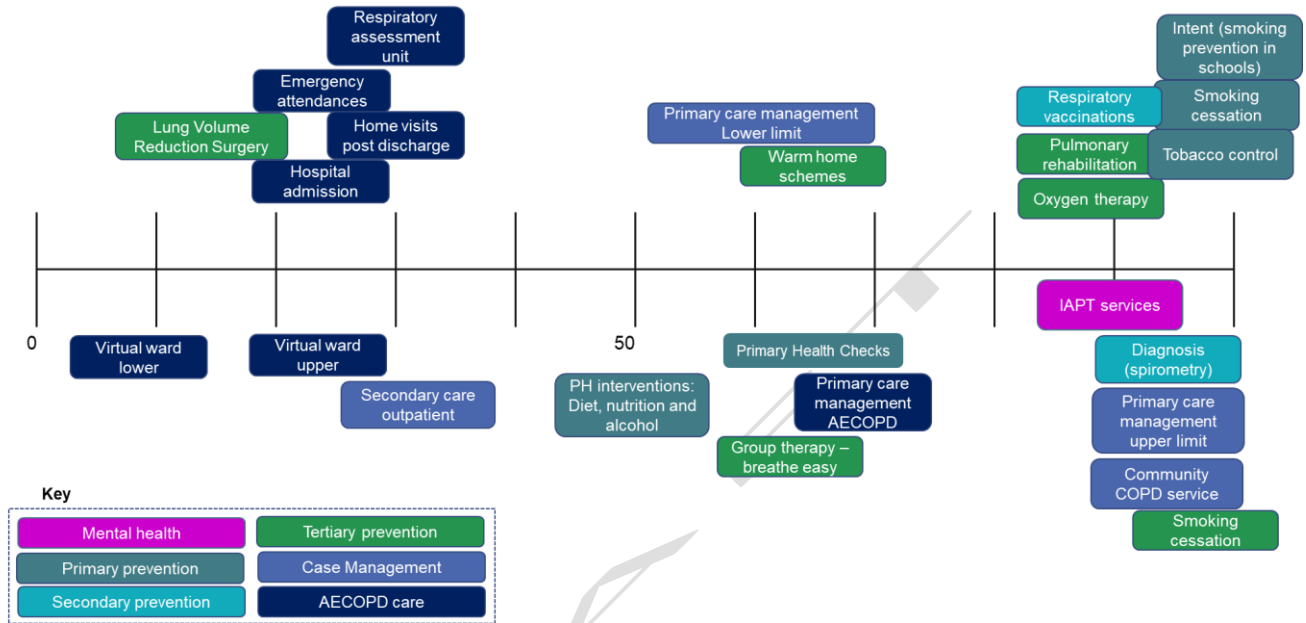 Respiratory
assessment
unit
Emergency
attendances
Lung Volume
Reduction Surgery
Home visits
post discharge
Hospital
admission
Primary care management
Lower limit
Warm home
schemes
Intent (smoking
prevention in
schools)
Respiratory
vaccinations
Smoking
cessation
Pulmonary
rehabilitation
Tobacco control
Oxygen therapy
0
50
Virtual ward
lower
Virtual ward
upper
Secondary care
outpatient
PH interventions:
Diet, nutrition and
alcohol
Primary Health Checks
Primary care
management
AECOPD
Group therapy –
breathe easy
IAPT services
Diagnosis
(spirometry)
Primary care
management
upper limit
Community
COPD service
Smoking
cessation
Key
Mental health
Tertiary prevention
Primary prevention
Case Management
Secondary prevention
AECOPD care